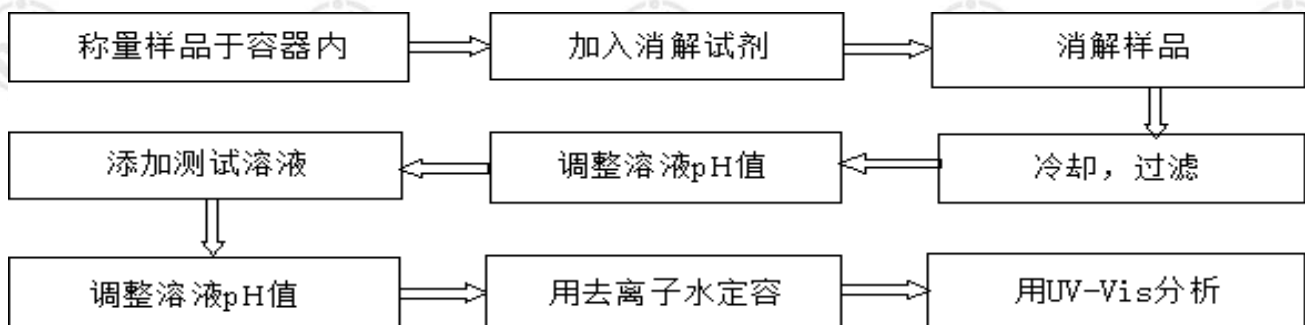 称量样品于容器内
加入消解试剂
消解样品
冷却，过滤
调整溶液pH值
添加测试溶液
调整溶液pH值
用去离子水定容
用UV-Vis分析